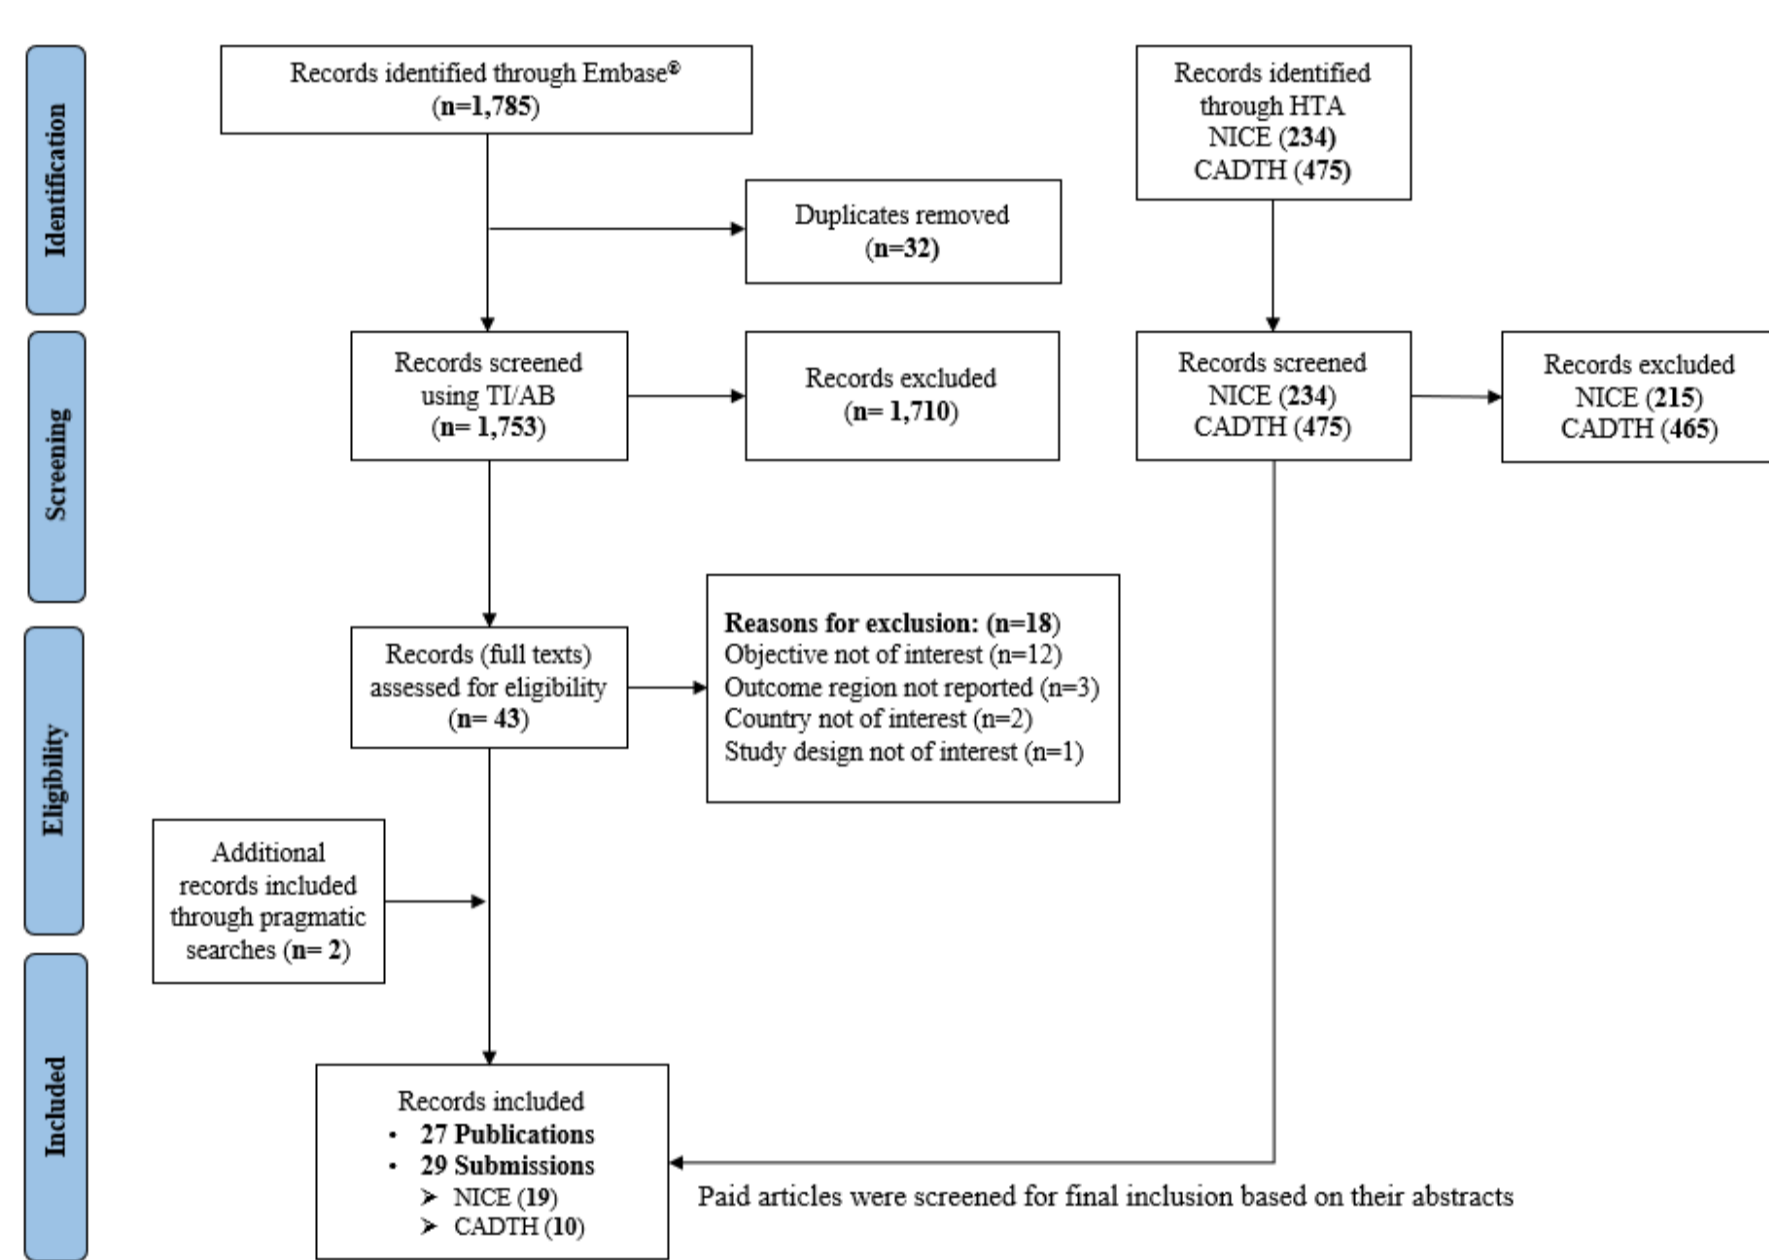 Identification
Records identified through Embase®
(n=1,785)
Records identified
through HTA
NICE (234)
CADTH (475)
Duplicates removed
(n=32)
Screening
Records screened
using TI/AB
(n= 1,753)
Records excluded
(n= 1,710)
Records screened
NICE (234)
CADTH (475)
Records excluded
NICE (215)
CADTH (465)
Eligibility
Records (full texts)
assessed for eligibility
(n= 43)
Reasons for exclusion: (n=18)
Objective not of interest (n=12)
Outcome region not reported (n=3)
Country not of interest (n=2)
Study design not of interest (n=1)
Additional
records included
through pragmatic
searches (n= 2)
Included
Records included
• 27 Publications
• 29 Submissions
➢ NICE (19)
➢ CADTH (10)
Paid articles were screened for final inclusion based on their abstracts